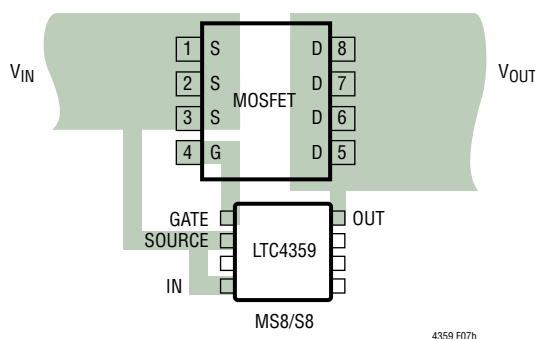 1 S D 8
VIN VOUT
2 S D 7
MOSFET
3 S D 6
4 G D 5
GATE OUT
SOURCE
LTC4359
IN
MS8/S8
4359 F07b